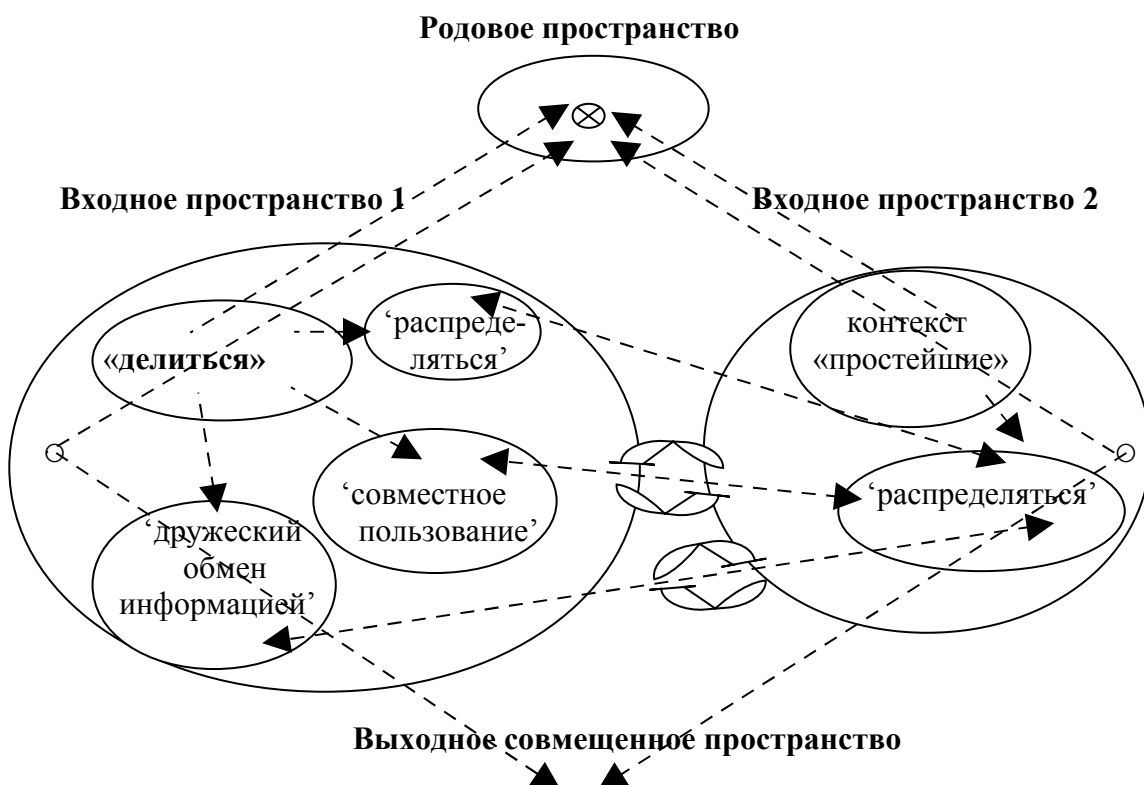 Родовое пространство
Входное пространство 1
Входное пространство 2
«делиться»
‘распреде-
ляться’
контекст
«простейшие»
‘совместное
пользование’
‘распределяться’
‘дружеский
обмен
информацией’
Выходное совмещенное пространство